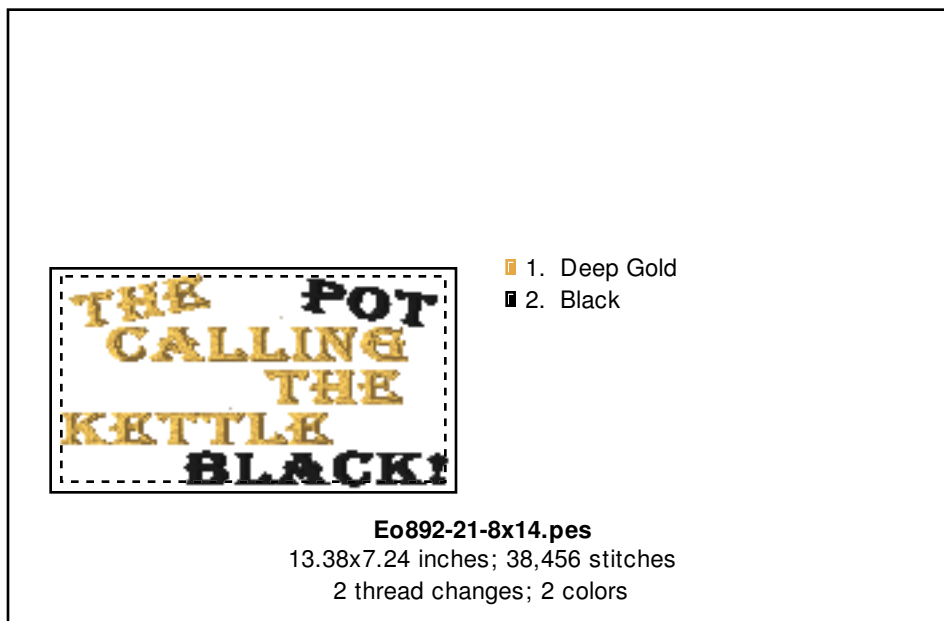 THE POT
CALLING
THE
KETTLE
BLACK!
1. Deep Gold
2. Black
Eo892-21-8x14.pes
13.38x7.24 inches; 38,456 stitches
2 thread changes; 2 colors